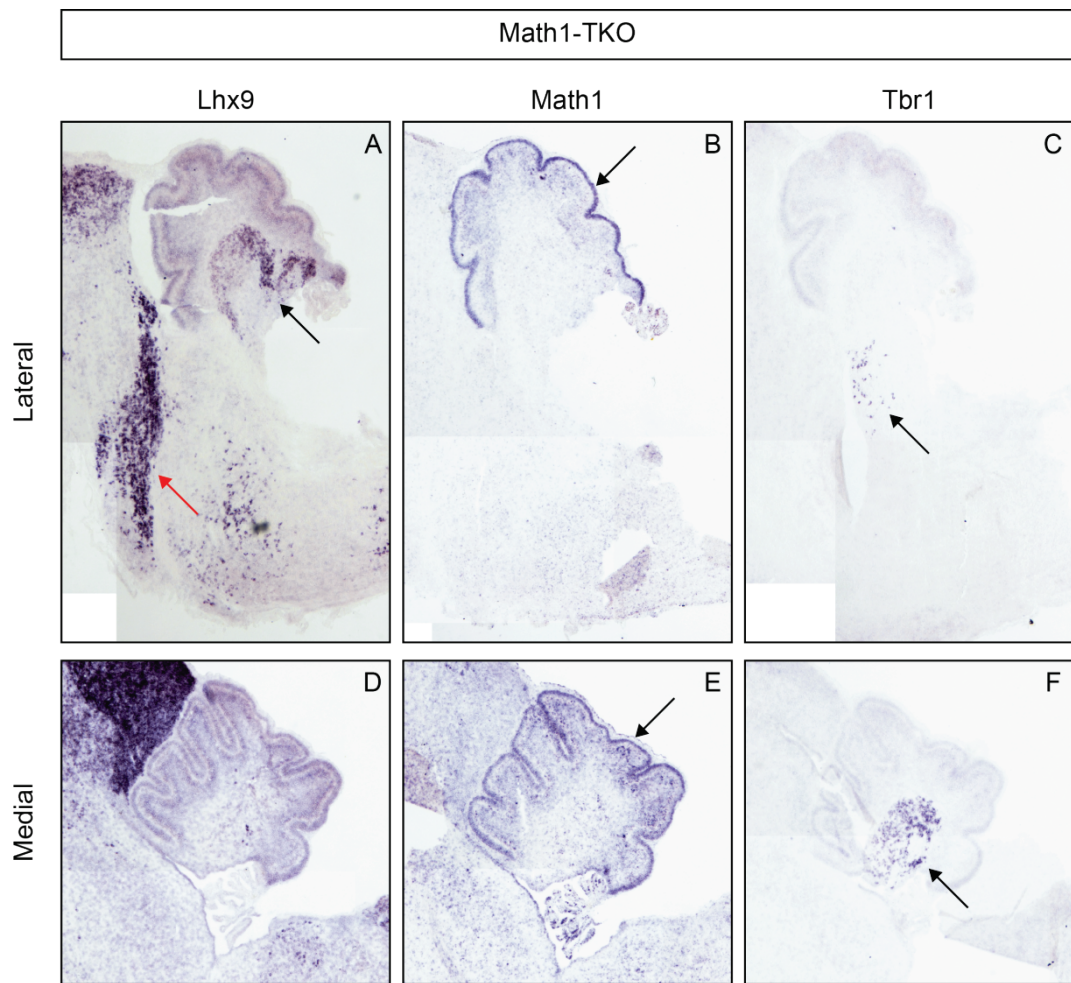 Math1-TKO
Lhx9
Math1
Tbr1
Lateral
A
B
C
Medial
D
E
F